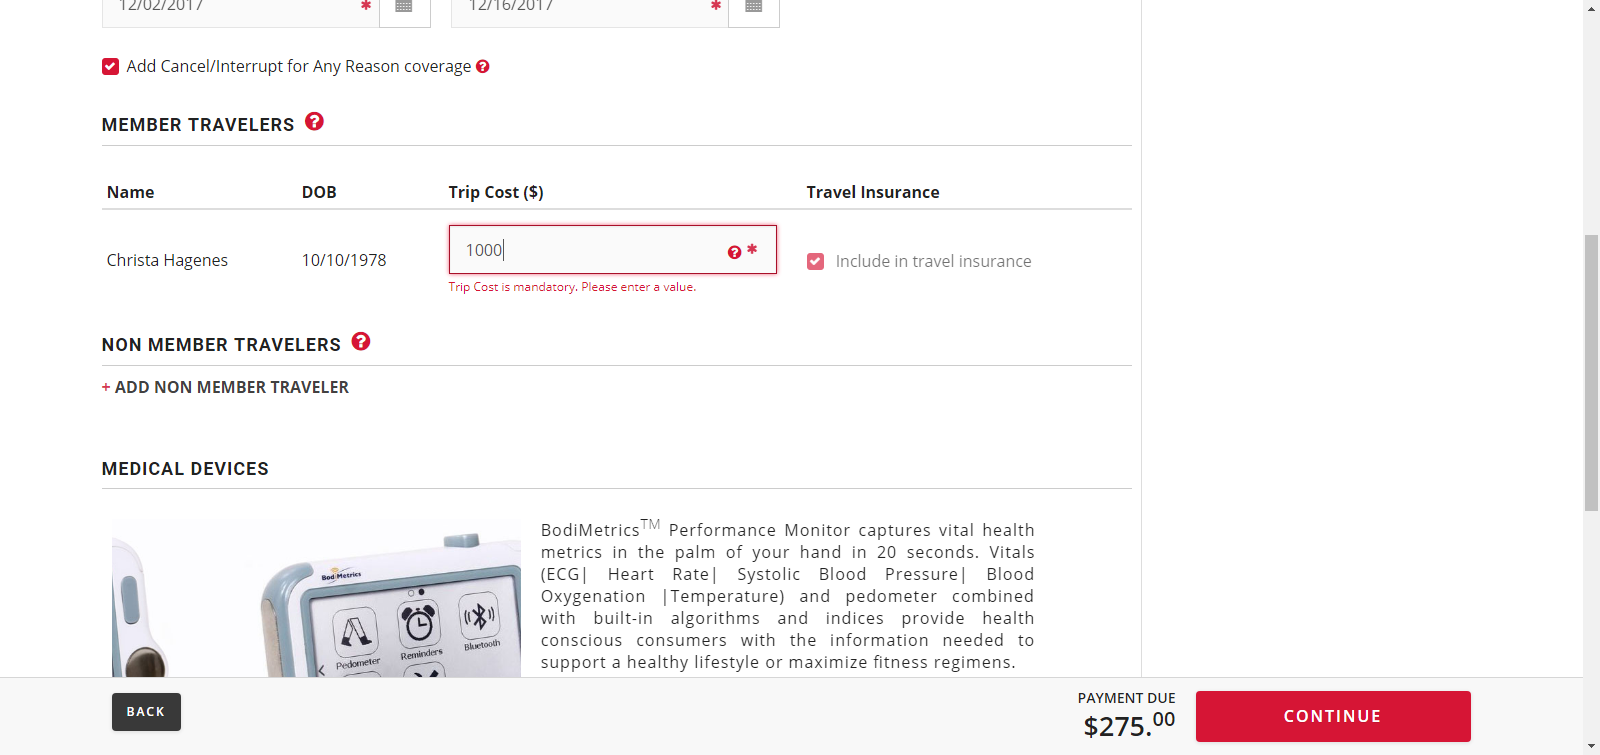 12/02/2017 *
12/16/2017 *
Add Cancel/Interrupt for Any Reason coverage ?
MEMBER TRAVELERS ?
Name DOB Trip Cost ($) Travel Insurance
Christa Hagenes 10/10/1978 1000 ? * Include in travel insurance
Trip Cost is mandatory. Please enter a value.
NON MEMBER TRAVELERS ?
+ ADD NON MEMBER TRAVELER
MEDICAL DEVICES
BodiMetrics
Pedometer
Reminders
Bluetooth
BodiMetrics™ Performance Monitor captures vital health
metrics in the palm of your hand in 20 seconds. Vitals
(ECG| Heart Rate| Systolic Blood Pressure| Blood
Oxygenation |Temperature) and pedometer combined
with built-in algorithms and indices provide health
conscious consumers with the information needed to
support a healthy lifestyle or maximize fitness regimens.
BACK
PAYMENT DUE
$275.00
CONTINUE